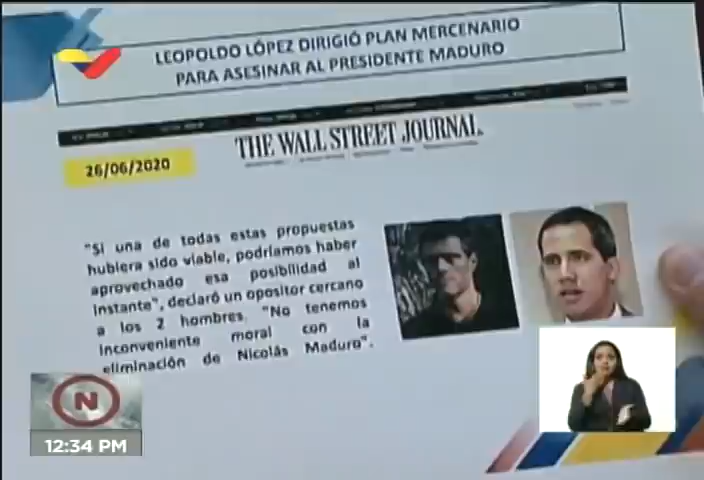 LEOPOLDO LÓPEZ DIRIGIÓ PLAN MERCENARIO
PARA ASESINAR AL PRESIDENTE MADURO
THE WALL STREET JOURNAL.
26/06/2020
"Si una de todas estas propuestas
hubiera sido viable, podríamos haber
aprovechado esa posibilidad al
instante", declaró un opositor cercano
a los 2 hombres. "No tenemos
inconveniente moral con la
eliminación de Nicolás Maduro".
N
12:34 PM